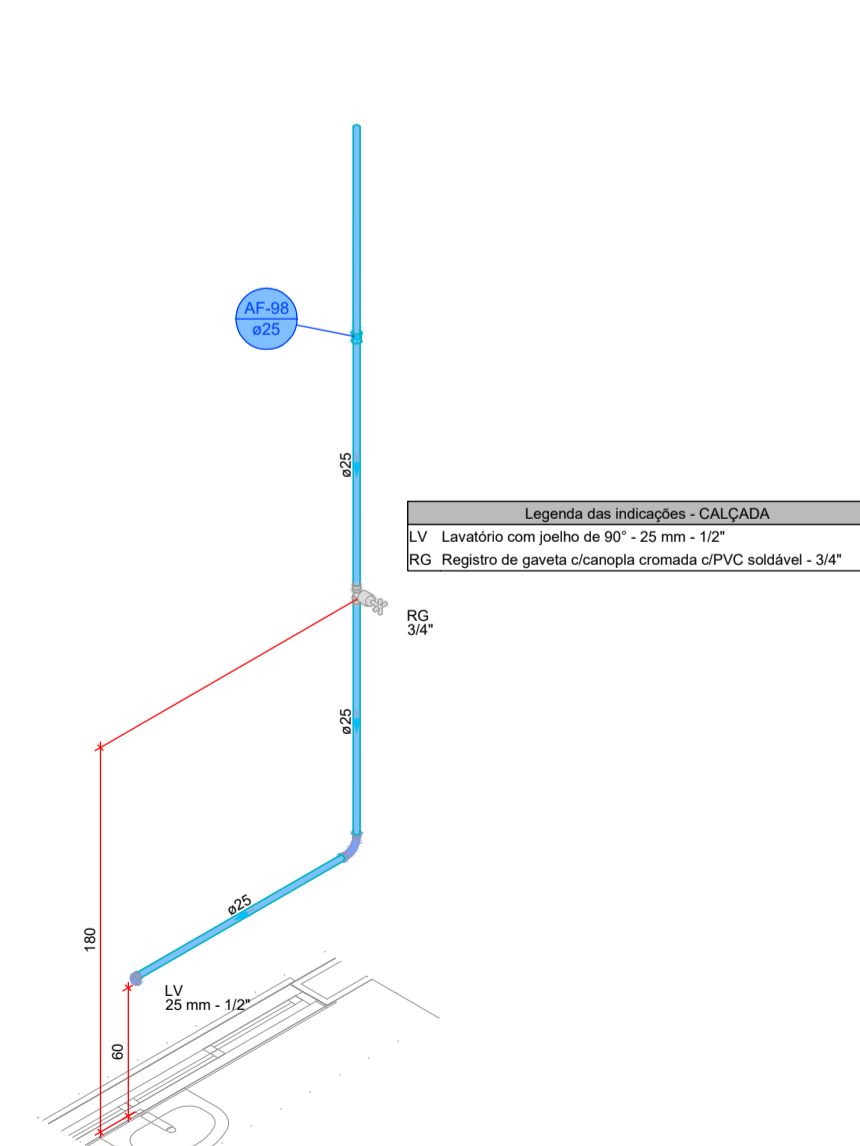 AF-98
ø25
ø25
Legenda das indicações - CALÇADA
LV Lavatório com joelho de 90° - 25 mm - 1/2"
RG Registro de gaveta c/canopla cromada c/PVC soldável - 3/4"
RG
3/4"
ø25
ø25
180
LV
25 mm - 1/2"
60